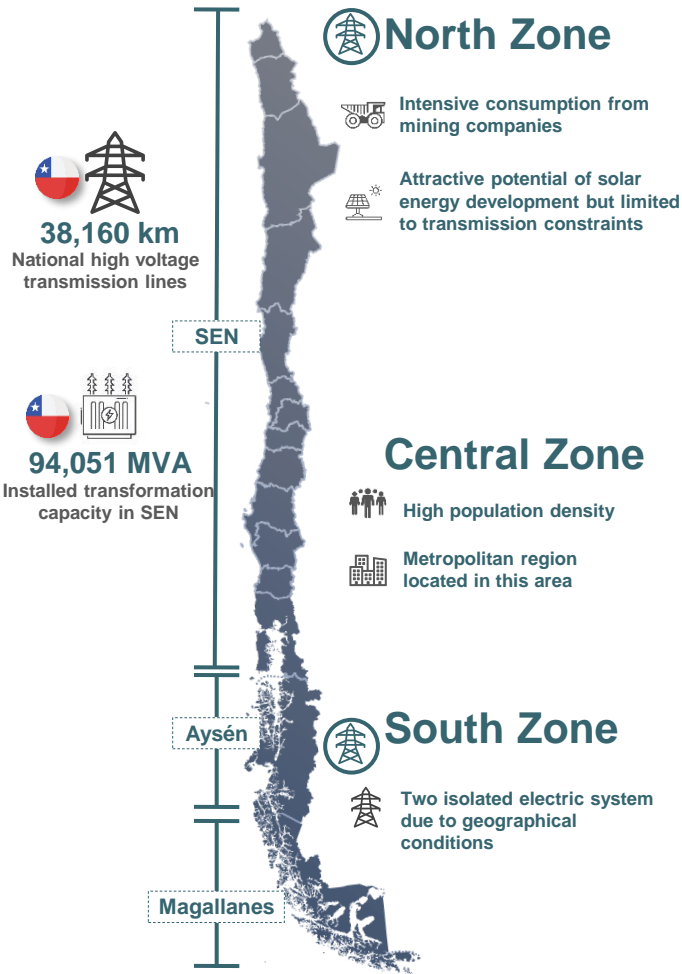 North Zone
Intensive consumption from
mining companies
Attractive potential of solar
energy development but limited
to transmission constraints
38,160 km
National high voltage
transmission lines
SEN
94,051 MVA
Installed transformation
capacity in SEN
Central Zone
High population density
Metropolitan region
located in this area
Aysén
South Zone
Two isolated electric system
due to geographical
conditions
Magallanes